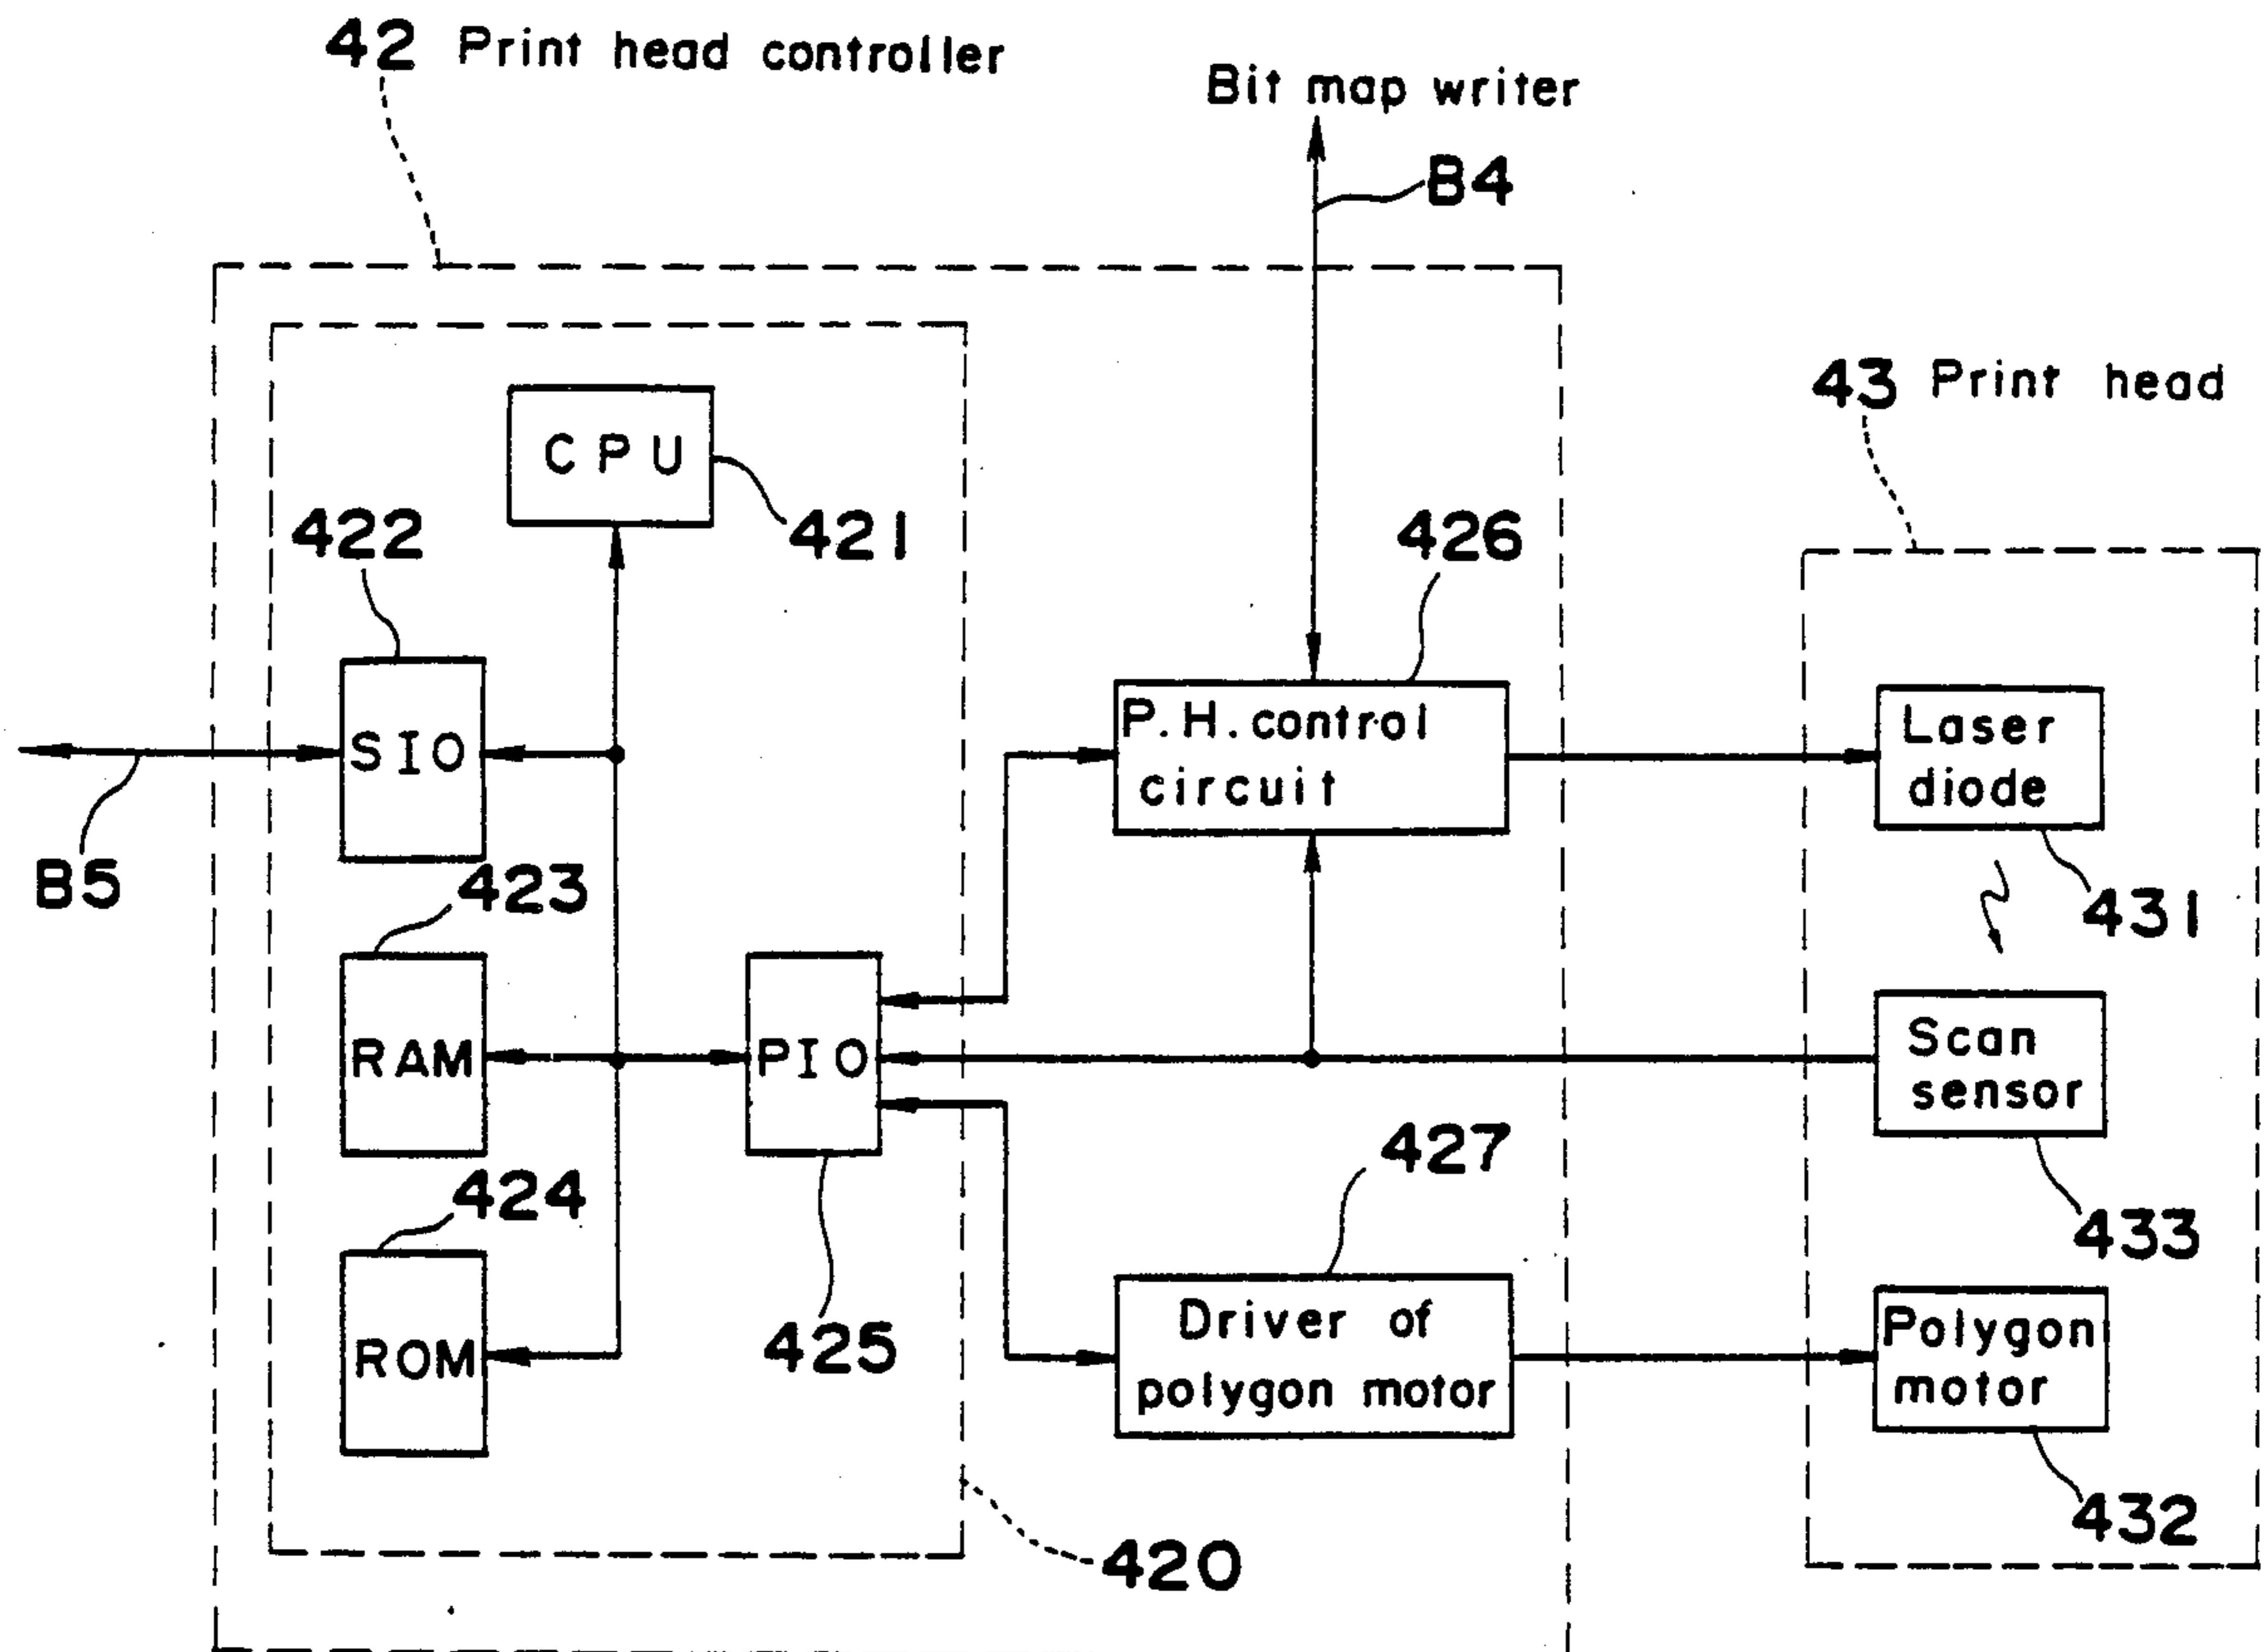 42 Print head controller
Bit map writer
B4
43 Print head
CPU
421
422
426
SIO
B5
P.H. control
circuit
Laser
diode
431
423
RAM
PIO
Scan
sensor
433
424
ROM
425
427
Driver of
polygon motor
Polygon
motor
432
420